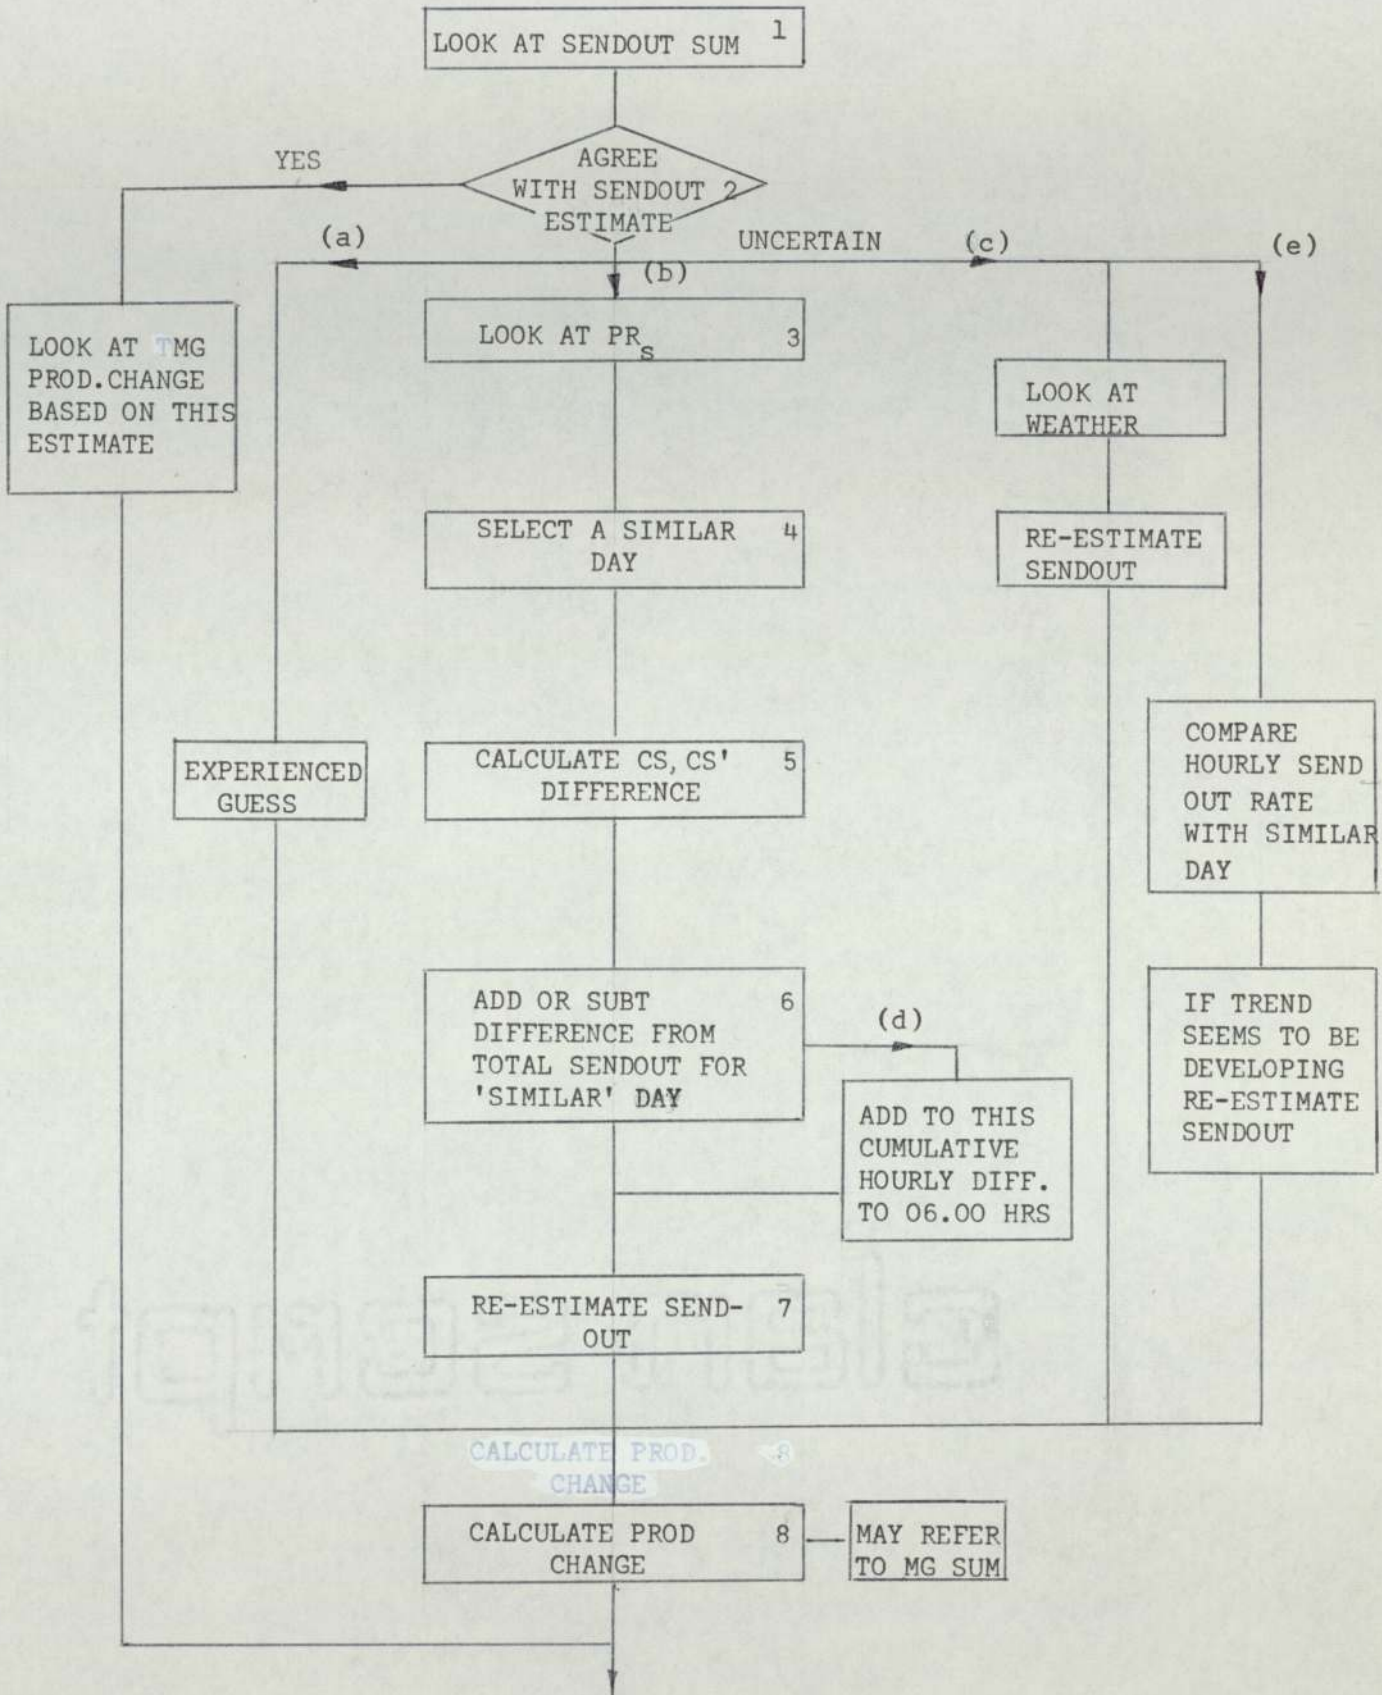 LOOK AT SENDOUT SUM 1
AGREE
WITH SENDOUT 2
ESTIMATE
YES
(a)
(b)
UNCERTAIN
(c)
(e)
LOOK AT TMG
PROD.CHANGE
BASED ON THIS
ESTIMATE
LOOK AT PRs 3
LOOK AT
WEATHER
SELECT A SIMILAR 4
DAY
RE-ESTIMATE
SENDOUT
EXPERIENCED
GUESS
CALCULATE CS, CS' 5
DIFFERENCE
COMPARE
HOURLY SEND
OUT RATE
WITH SIMILAR
DAY
ADD OR SUBT 6
DIFFERENCE FROM
TOTAL SENDOUT FOR
'SIMILAR' DAY
(d)
ADD TO THIS
CUMULATIVE
HOURLY DIFF.
TO 06.00 HRS
IF TREND
SEEMS TO BE
DEVELOPING
RE-ESTIMATE
SENDOUT
RE-ESTIMATE SEND- 7
OUT
CALCULATE PROD. 8
CHANGE
CALCULATE PROD 8
CHANGE
MAY REFER
TO MG SUM